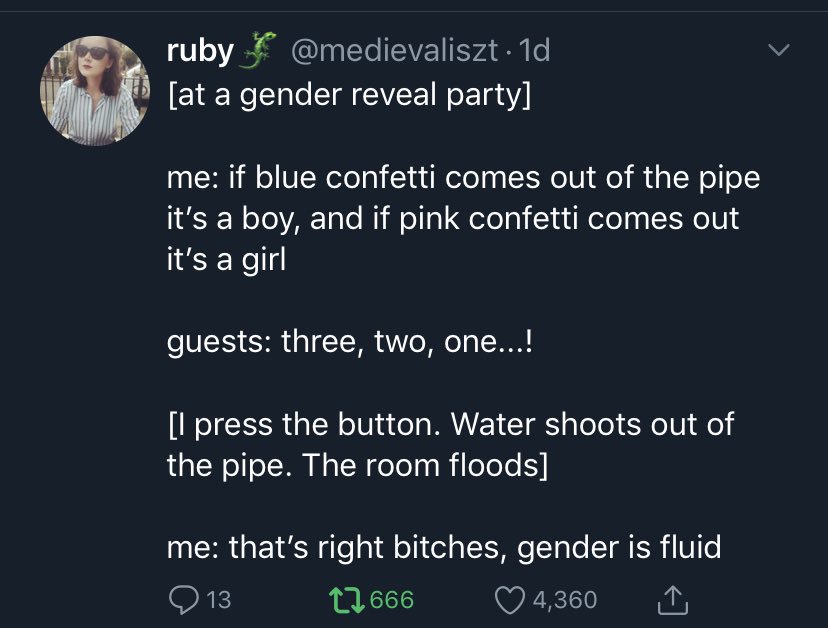 ruby🦎 @medievaliszt · 1d
[at a gender reveal party]
me: if blue confetti comes out of the pipe
it’s a boy, and if pink confetti comes out
it’s a girl
guests: three, two, one...!
[I press the button. Water shoots out of
the pipe. The room floods]
me: that’s right bitches, gender is fluid
13 666 4,360